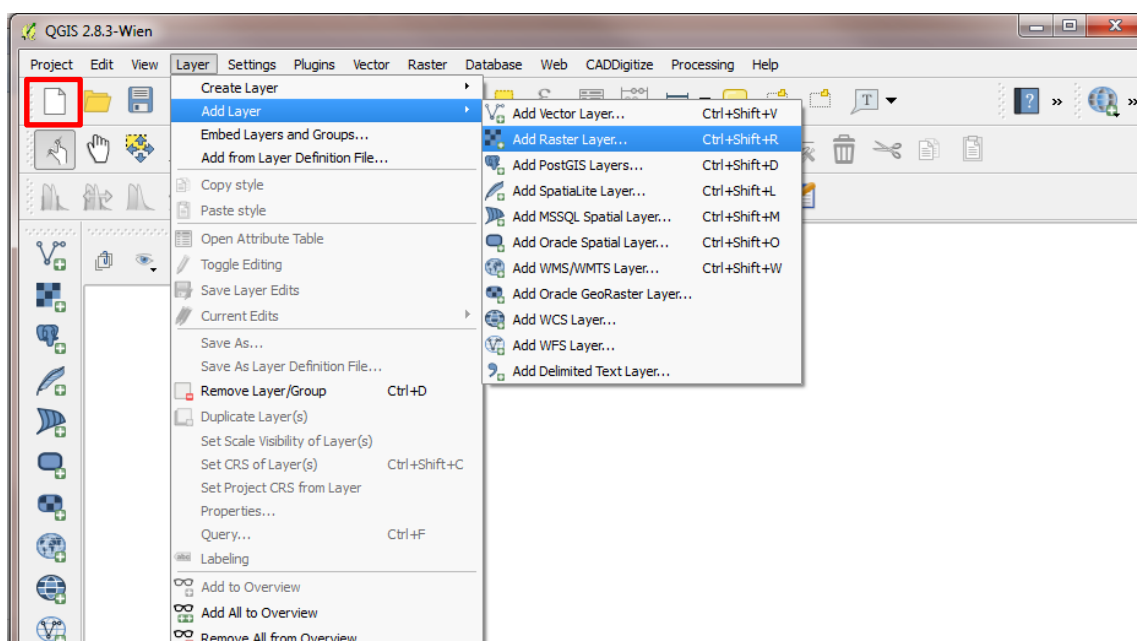 QGIS 2.8.3-Wien
Project Edit View Layer Settings Plugins Vector Raster Database Web CADDigitize Processing Help
Create Layer
Add Layer
Embed Layers and Groups...
Add from Layer Definition File...
Copy style
Paste style
Open Attribute Table
Toggle Editing
Save Layer Edits
Current Edits
Save As...
Save As Layer Definition File...
Remove Layer/Group Ctrl+D
Duplicate Layer(s)
Set Scale Visibility of Layer(s)
Set CRS of Layer(s) Ctrl+Shift+C
Set Project CRS from Layer
Properties...
Query... Ctrl+F
Labeling
Add to Overview
Add All to Overview
Remove All from Overview
Add Vector Layer... Ctrl+Shift+V
Add Raster Layer... Ctrl+Shift+R
Add PostGIS Layers... Ctrl+Shift+D
Add SpatiaLite Layer... Ctrl+Shift+L
Add MSSQL Spatial Layer... Ctrl+Shift+M
Add Oracle Spatial Layer... Ctrl+Shift+O
Add WMS/WMTS Layer... Ctrl+Shift+W
Add Oracle GeoRaster Layer...
Add WCS Layer...
Add WFS Layer...
Add Delimited Text Layer...